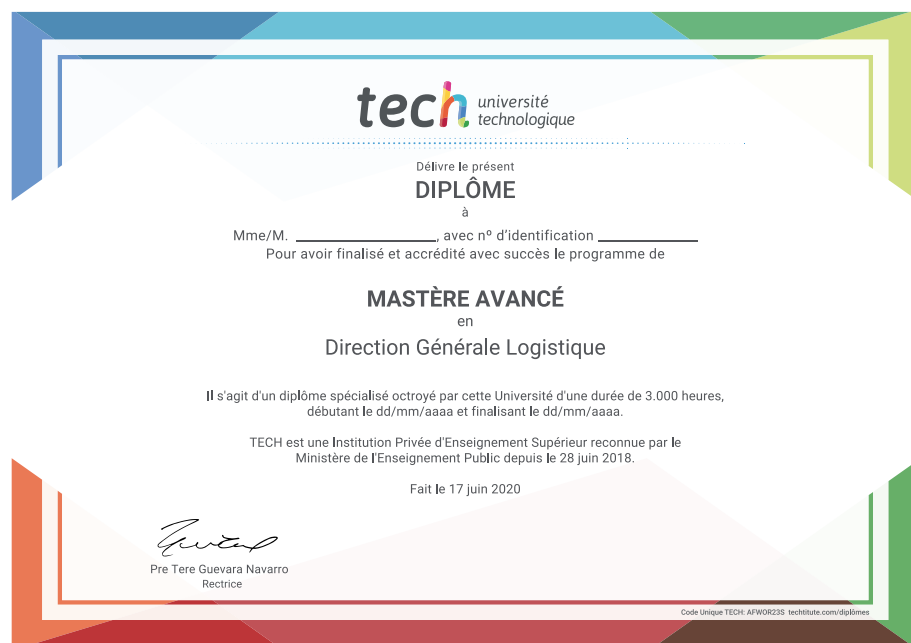 tech université
technologique
Délivre le présent
DIPLÔME
à
Mme/M. ____________, avec nº d'identification ____________
Pour avoir finalisé et accrédité avec succès le programme de
MASTÈRE AVANCÉ
en
Direction Générale Logistique
Il s'agit d'un diplôme spécialisé octroyé par cette Université d'une durée de 3.000 heures,
débutant le dd/mm/aaaa et finalisant le dd/mm/aaaa.
TECH est une Institution Privée d'Enseignement Supérieur reconnue par le
Ministère de l'Enseignement Public depuis le 28 juin 2018.
Fait le 17 juin 2020
Pre Tere Guevara Navarro
Rectrice
Code Unique TECH: AFWOR23S techtitute.com/diplômes